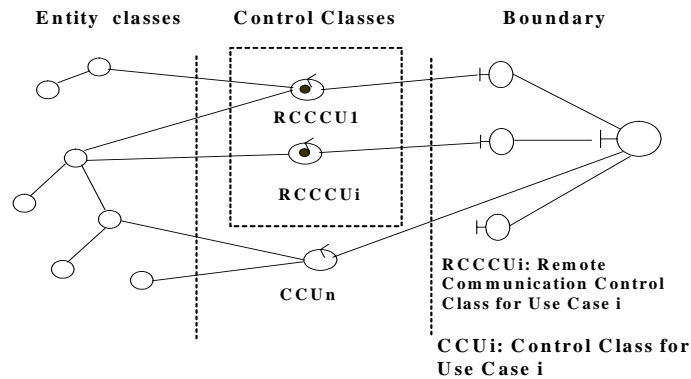 Entity classes
Control Classes
Boundary
RCCCU1
RCCCUi
CCUn
RCCCUi: Remote
Communication Control
Class for Use Case i
CCUi: Control Class for
Use Case i